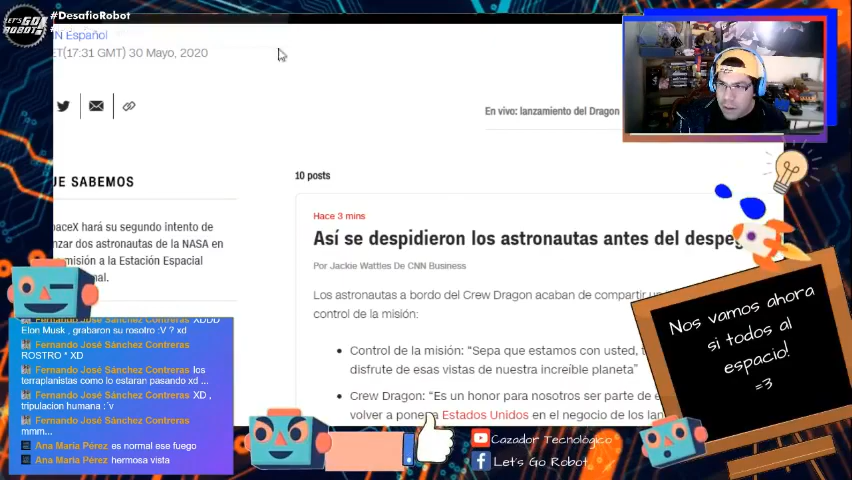 LET'S GO! ROBOT!
#DesafioRobot
N Español
ET(17:31 GMT) 30 Mayo, 2020
En vivo: lanzamiento del Dragon
UE SABEMOS
10 posts
Hace 3 mins
Así se despidieron los astronautas antes del despeg
Por Jackie Wattles De CNN Business
paceX hará su segundo intento de
nzar dos astronautas de la NASA en
misión a la Estación Espacial
nal.
Los astronautas a bordo del Crew Dragon acaban de compartir
control de la misión:
• Control de la misión: “Sepa que estamos con usted,
disfrute de esas vistas de nuestra increíble planeta”
• Crew Dragon: “Es un honor para nosotros ser parte de e
volver a poner a Estados Unidos en el negocio de los lan
Fernando José Sánchez Contreras XDDD
Elon Musk , grabaron su rosotro :V ? xd
Fernando José Sánchez Contreras
ROSTRO * XD
Fernando José Sánchez Contreras los
terraplanistas como lo estaran pasando xd ...
Fernando José Sánchez Contreras XD ,
tripulacion humana :´v
Fernando José Sánchez Contreras
mmm...
Ana María Pérez es normal ese fuego
Ana María Pérez hermosa vista
Nos vamos ahora
si todos al
espacio!
=3
Cazador Tecnológico
Let's Go Robot